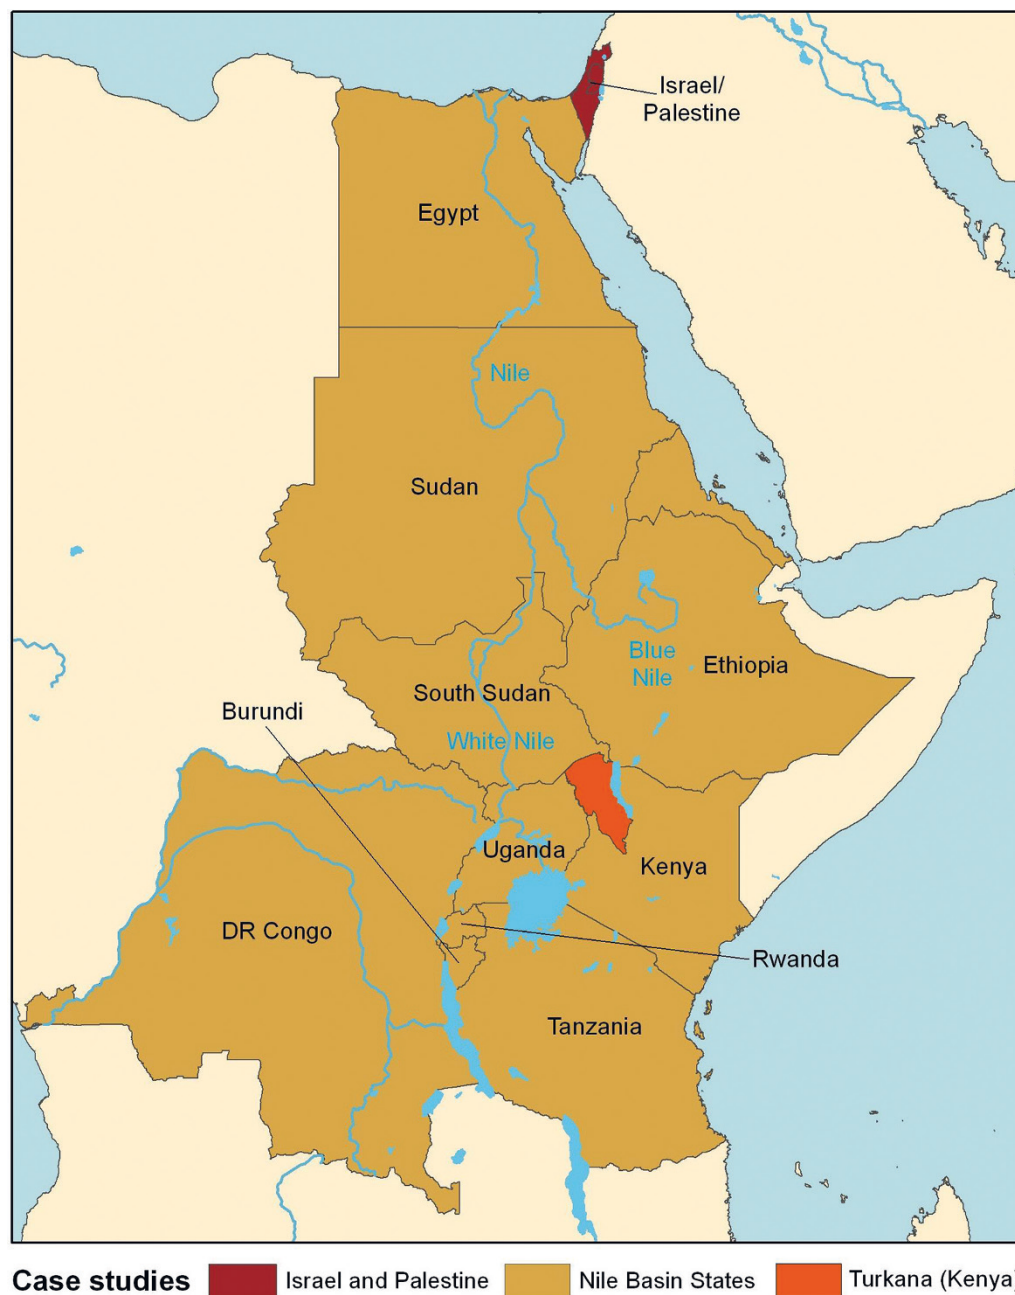 Israel/
Palestine
Egypt
Nile
Sudan
Blue
Nile
Ethiopia
South Sudan
Burundi
White Nile
Uganda
Kenya
DR Congo
Rwanda
Tanzania
Case studies
Israel and Palestine
Nile Basin States
Turkana (Kenya)